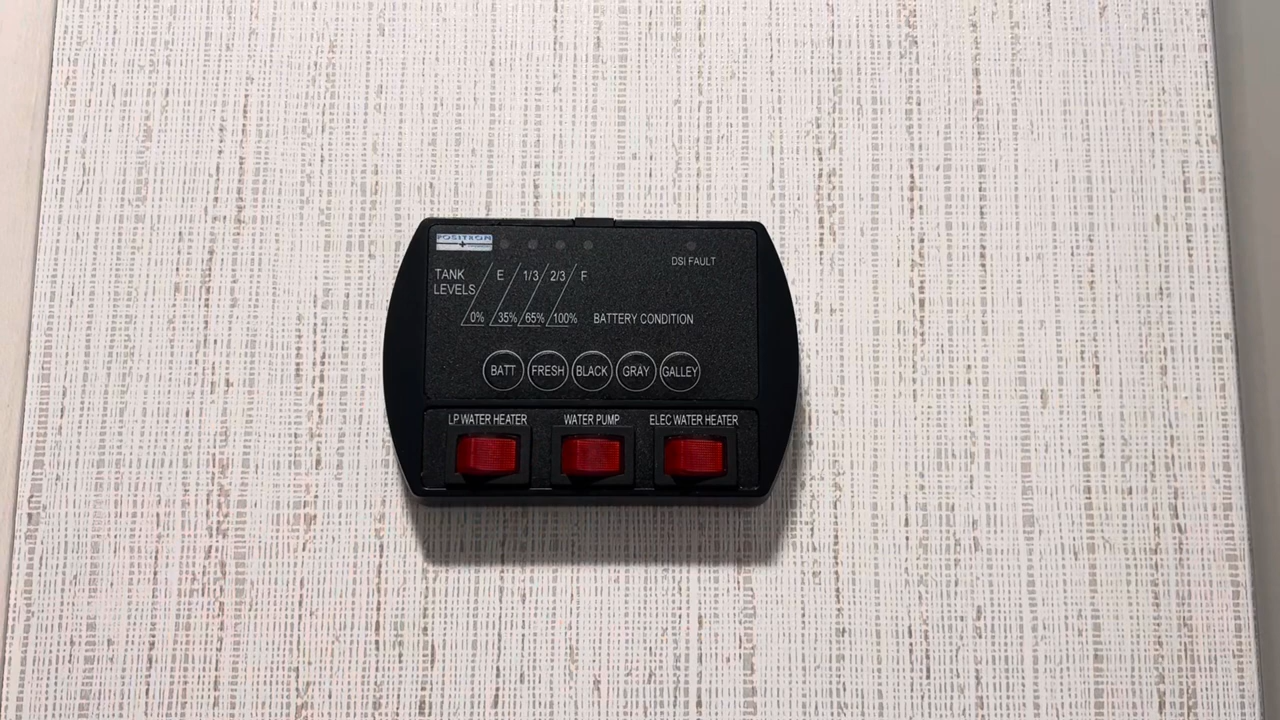 POSITRON
DSI FAULT
TANK LEVELS E 1/3 2/3 F
0% 35% 65% 100% BATTERY CONDITION
BATT FRESH BLACK GRAY GALLEY
LP WATER HEATER WATER PUMP ELEC WATER HEATER